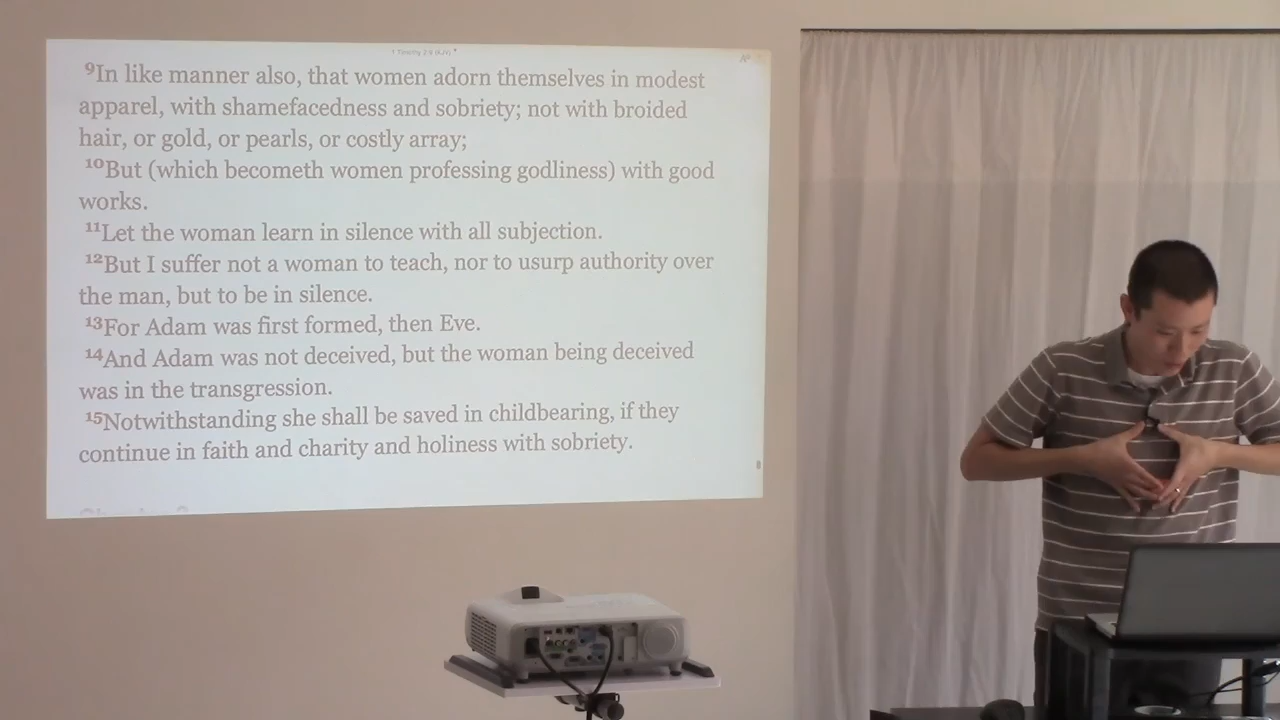 1 Timothy 2:9 (KJV)
9In like manner also, that women adorn themselves in modest
apparel, with shamefacedness and sobriety; not with broided
hair, or gold, or pearls, or costly array;
10But (which becometh women professing godliness) with good
works.
11Let the woman learn in silence with all subjection.
12But I suffer not a woman to teach, nor to usurp authority over
the man, but to be in silence.
13For Adam was first formed, then Eve.
14And Adam was not deceived, but the woman being deceived
was in the transgression.
15Notwithstanding she shall be saved in childbearing, if they
continue in faith and charity and holiness with sobriety.